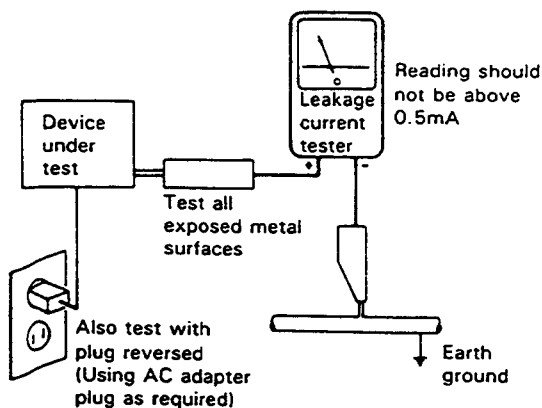 Device
under
test
Leakage
current
tester
+ -
Reading should
not be above
0.5mA
Test all
exposed metal
surfaces
Also test with
plug reversed
(Using AC adapter
plug as required)
Earth
ground